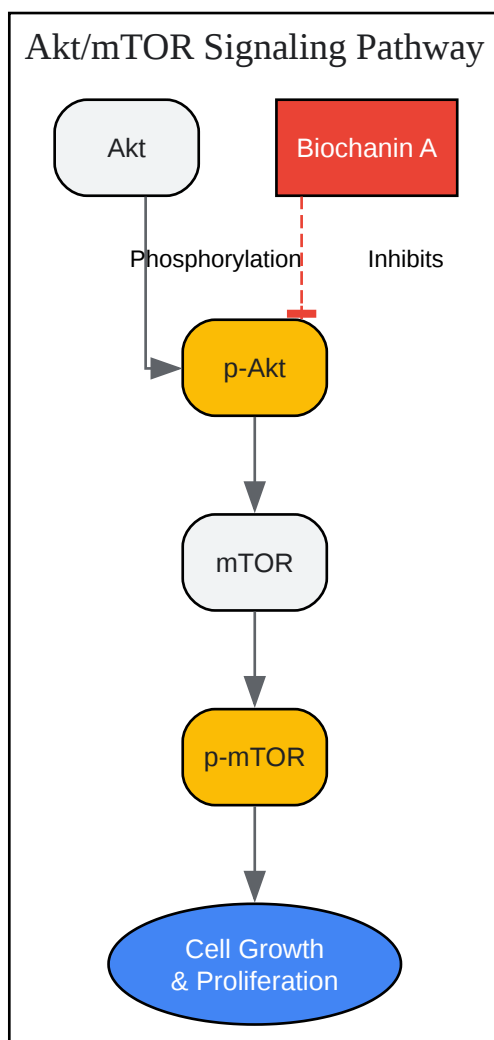 Akt/mTOR Signaling Pathway
Akt
Biochanin A
Phosphorylation
Inhibits
p-Akt
mTOR
p-mTOR
Cell Growth
& Proliferation